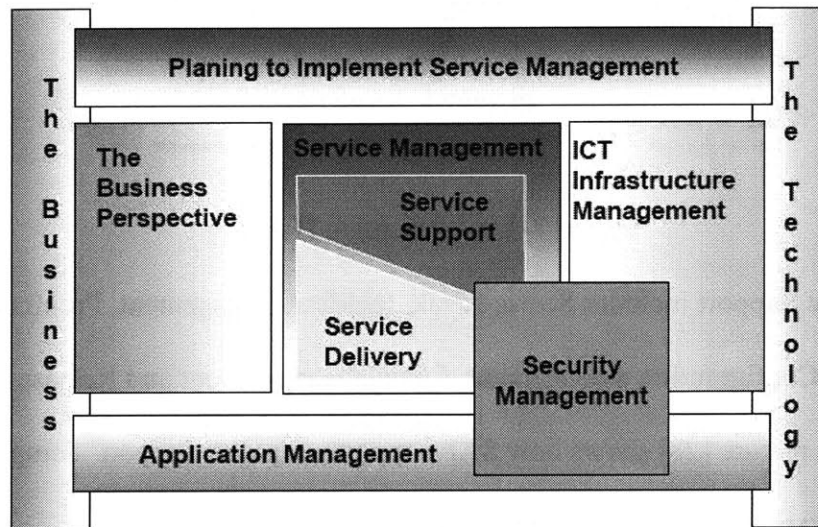 Planing to Implement Service Management
The Business
The
Business
Perspective
Service Management
Service
Support
Service
Delivery
ICT
Infrastructure
Management
Security
Management
Application Management
The Technology